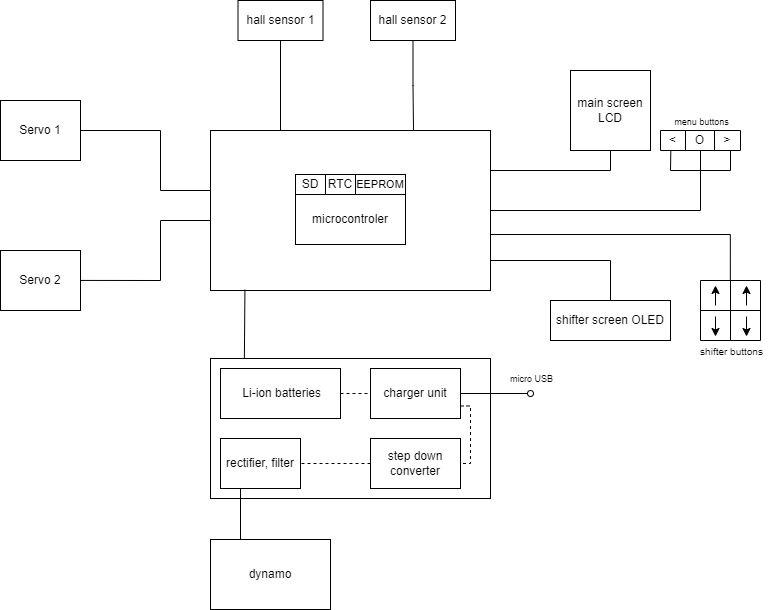 hall sensor 1
hall sensor 2
Servo 1
main screen
LCD
menu buttons
< O >
SD RTC EEPROM
microcontroler
Servo 2
shifter screen OLED
shifter buttons
Li-ion batteries
charger unit
micro USB
rectifier, filter
step down
converter
dynamo